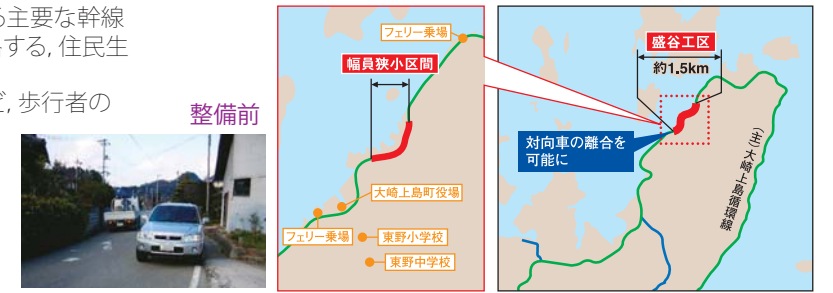 る主要な幹線
する, 住民生
, 歩行者の
整備前
フェリー乗場
幅員狭小区間
大崎上島町役場
フェリー乗場
東野小学校
東野中学校
盛谷工区
約1.5km
対向車の離合を
可能に
(主)大崎上島循環線